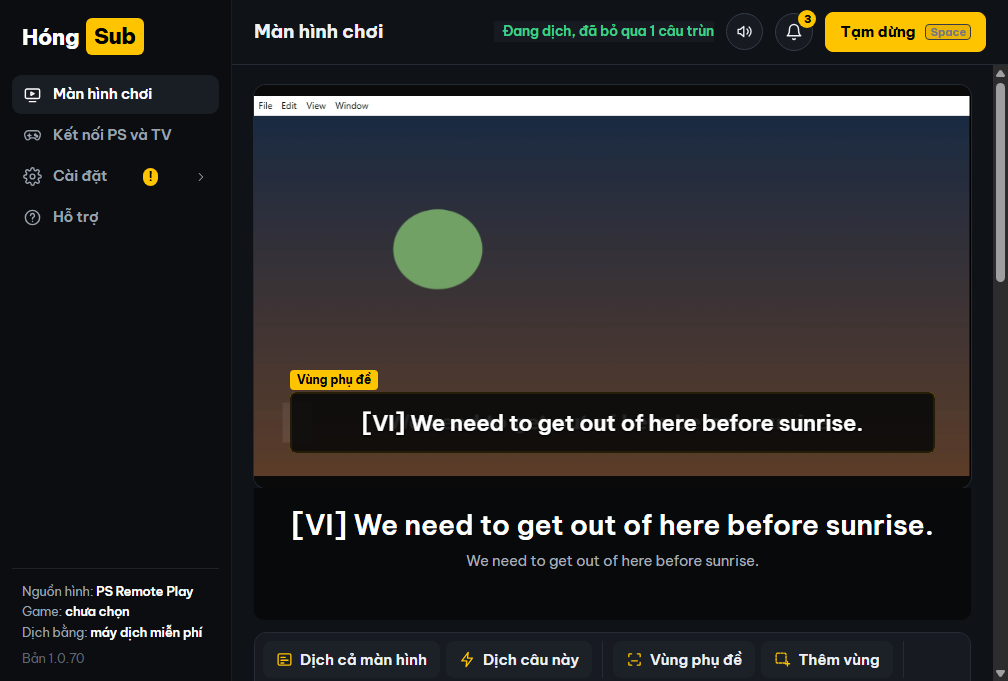 Hóng Sub
Màn hình chơi
Kết nối PS và TV
Cài đặt !
Hỗ trợ
Nguồn hình: PS Remote Play
Game: chưa chọn
Dịch bằng: máy dịch miễn phí
Bản 1.0.70
Màn hình chơi
Đang dịch, đã bỏ qua 1 câu trùn
3
Tạm dừng Space
File Edit View Window
Vùng phụ đề
[VI] We need to get out of here before sunrise.
[VI] We need to get out of here before sunrise.
We need to get out of here before sunrise.
Dịch cả màn hình
Dịch câu này
Vùng phụ đề
Thêm vùng